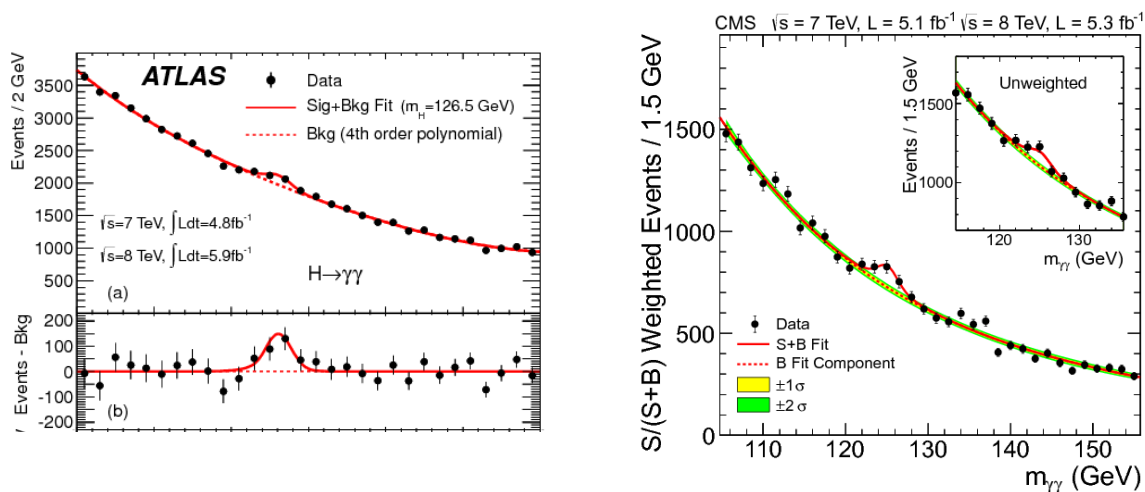 ATLAS
Data
Sig+Bkg Fit (m_H=126.5 GeV)
Bkg (4th order polynomial)
Events / 2 GeV
3500
3000
2500
2000
1500
1000
500
√s=7 TeV, ∫Ldt=4.8fb⁻¹
√s=8 TeV, ∫Ldt=5.9fb⁻¹
H→γγ
(a)
Events - Bkg
200
100
0
-100
-200
(b)
CMS √s = 7 TeV, L = 5.1 fb⁻¹ √s = 8 TeV, L = 5.3 fb⁻¹
S/(S+B) Weighted Events / 1.5 GeV
1500
1000
500
0
Unweighted
Events / 1.5 GeV
1500
1000
120 130
m_γγ (GeV)
Data
S+B Fit
B Fit Component
±1σ
±2 σ
110 120 130 140 150
m_γγ (GeV)